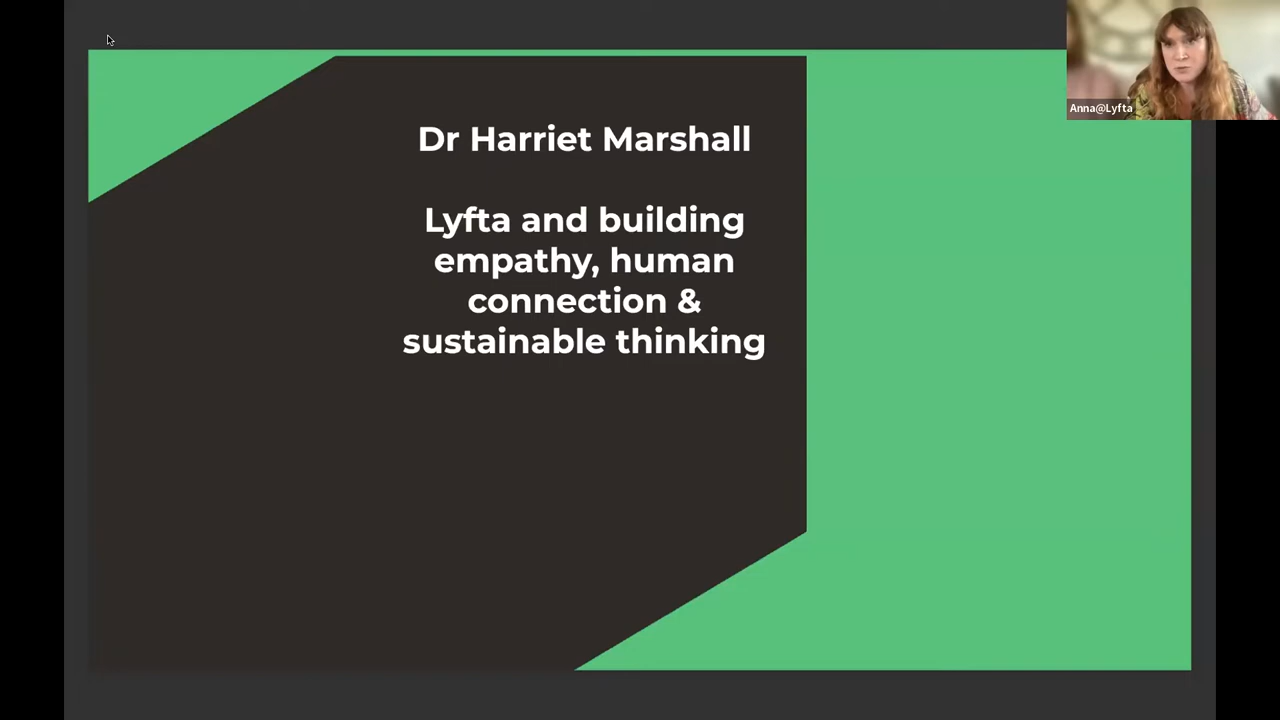 Dr Harriet Marshall
Lyfta and building
empathy, human
connection &
sustainable thinking
Anna@Lyfta